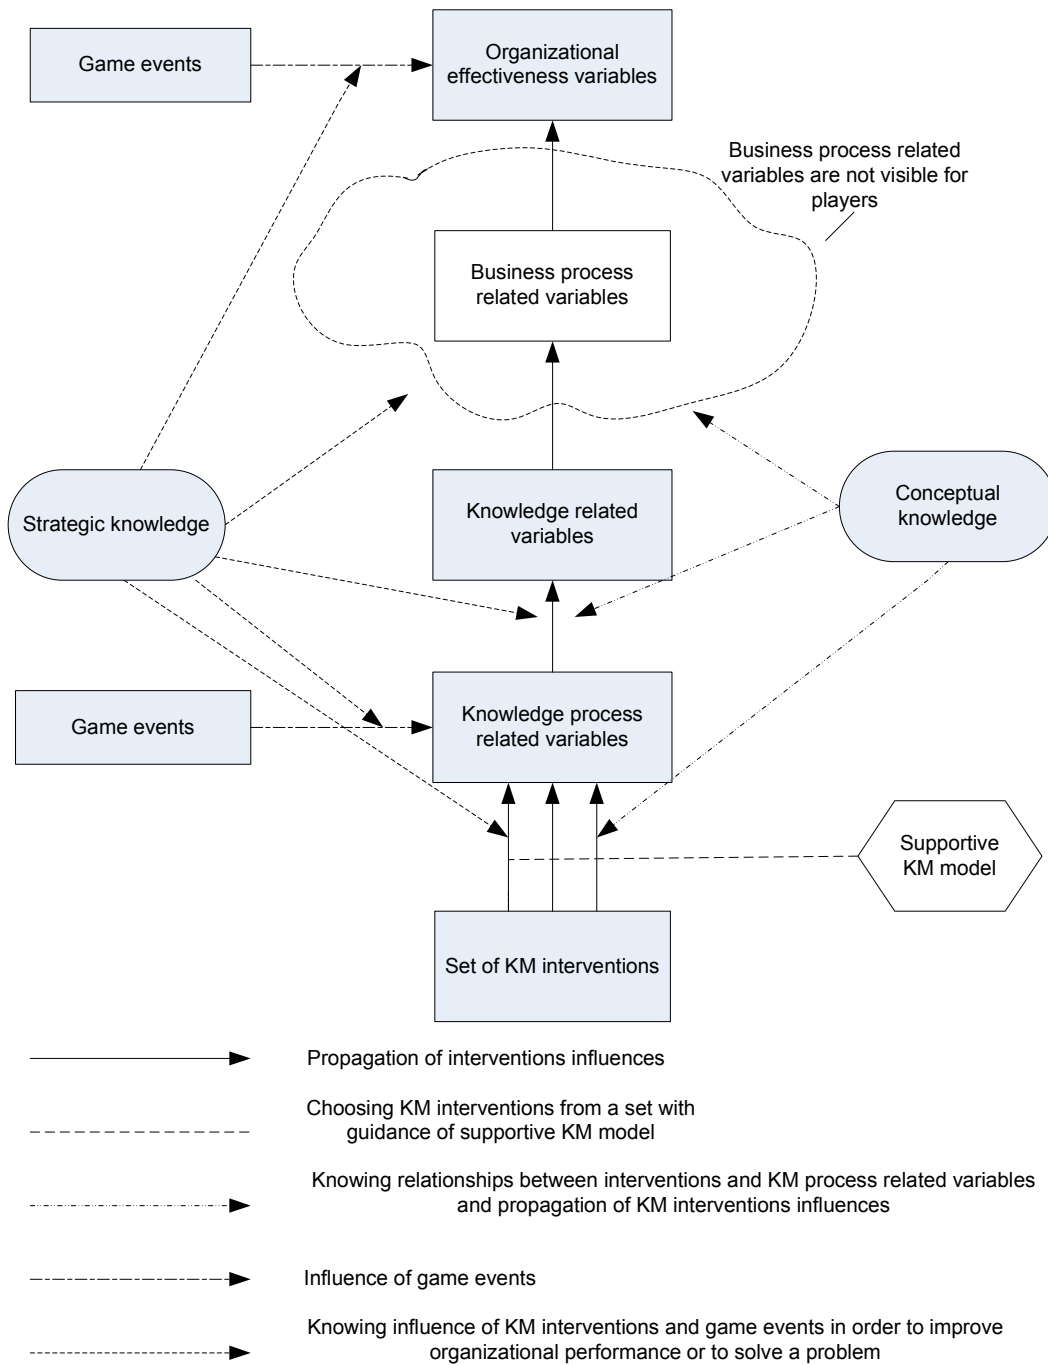 Game events
Organizational
effectiveness variables
Business process related
variables are not visible for
players
Business process
related variables
Strategic knowledge
Knowledge related
variables
Conceptual
knowledge
Game events
Knowledge process
related variables
Supportive
KM model
Set of KM interventions
Propagation of interventions influences
Choosing KM interventions from a set with
guidance of supportive KM model
Knowing relationships between interventions and KM process related variables
and propagation of KM interventions influences
Influence of game events
Knowing influence of KM interventions and game events in order to improve
organizational performance or to solve a problem